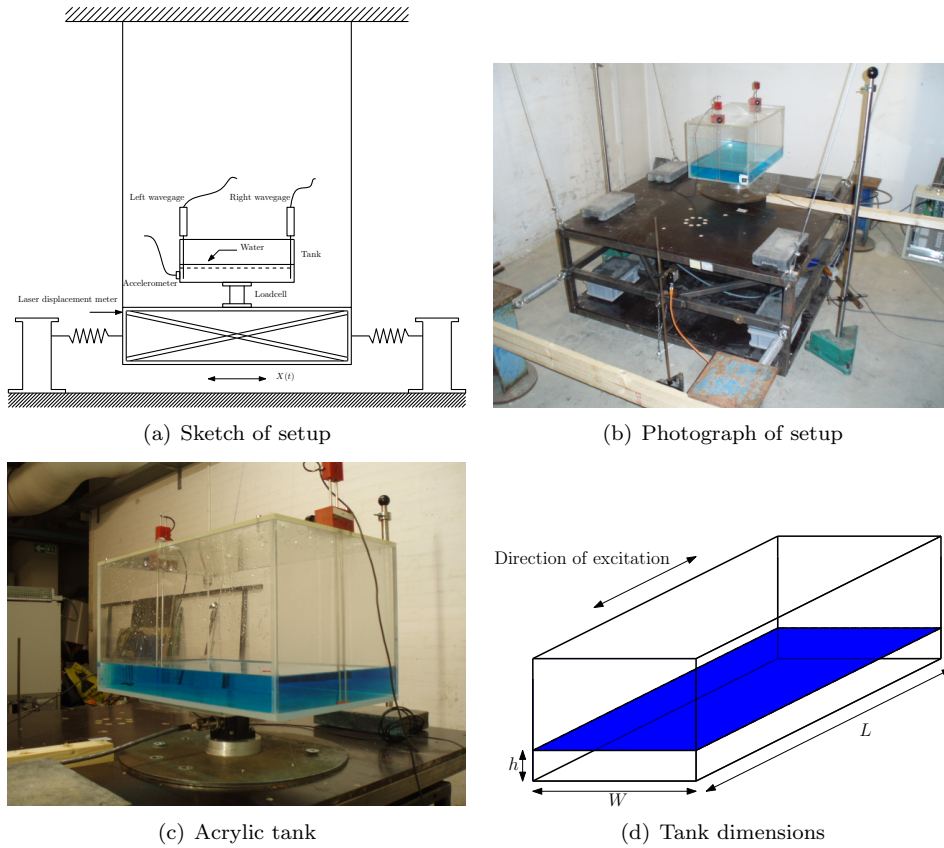 Left wavegage
Right wavegage
Water
Tank
Accelerometer
Loadcell
Laser displacement meter
X(t)
(a) Sketch of setup
(b) Photograph of setup
(c) Acrylic tank
Direction of excitation
L
h
W
(d) Tank dimensions